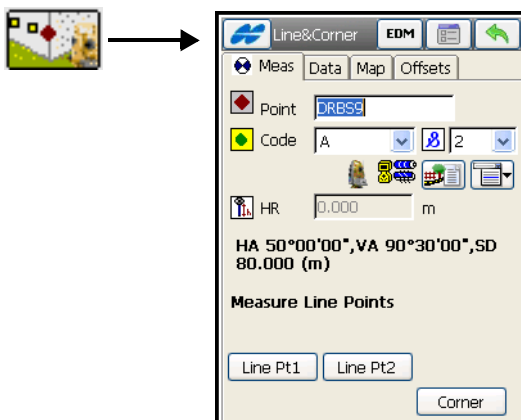 Line&Corner EDM
Meas Data Map Offsets
Point DRBS9
Code A 2
HR 0.000 m
HA 50°00'00",VA 90°30'00",SD
80.000 (m)
Measure Line Points
Line Pt1 Line Pt2
Corner